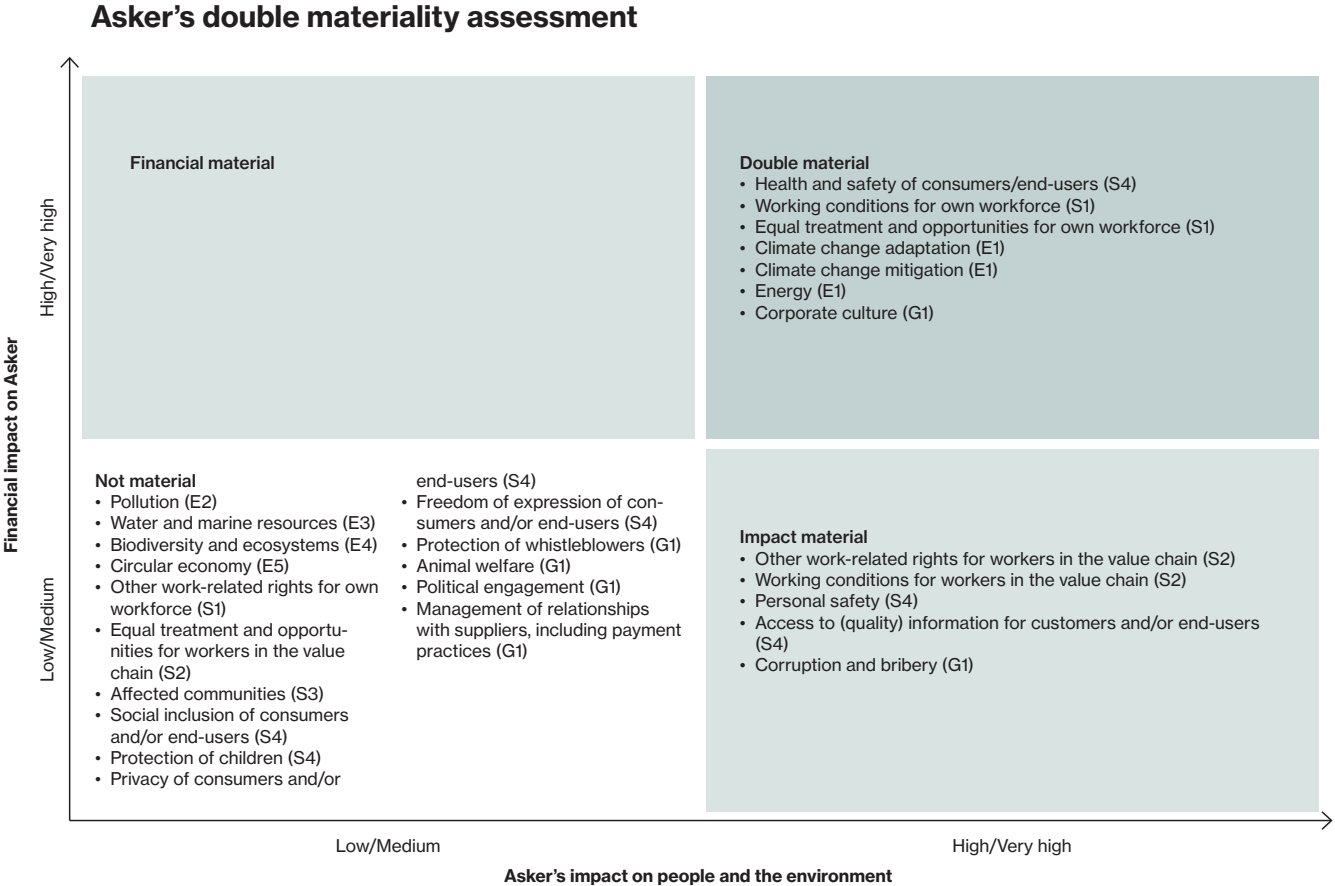 Asker’s double materiality assessment
Financial impact on Asker
High/Very high
Low/Medium
Financial material
Double material
• Health and safety of consumers/end-users (S4)
• Working conditions for own workforce (S1)
• Equal treatment and opportunities for own workforce (S1)
• Climate change adaptation (E1)
• Climate change mitigation (E1)
• Energy (E1)
• Corporate culture (G1)
Not material
• Pollution (E2)
• Water and marine resources (E3)
• Biodiversity and ecosystems (E4)
• Circular economy (E5)
• Other work-related rights for own
workforce (S1)
• Equal treatment and opportu-
nities for workers in the value
chain (S2)
• Affected communities (S3)
• Social inclusion of consumers
and/or end-users (S4)
• Protection of children (S4)
• Privacy of consumers and/or
end-users (S4)
• Freedom of expression of con-
sumers and/or end-users (S4)
• Protection of whistleblowers (G1)
• Animal welfare (G1)
• Political engagement (G1)
• Management of relationships
with suppliers, including payment
practices (G1)
Impact material
• Other work-related rights for workers in the value chain (S2)
• Working conditions for workers in the value chain (S2)
• Personal safety (S4)
• Access to (quality) information for customers and/or end-users
(S4)
• Corruption and bribery (G1)
Low/Medium
High/Very high
Asker’s impact on people and the environment